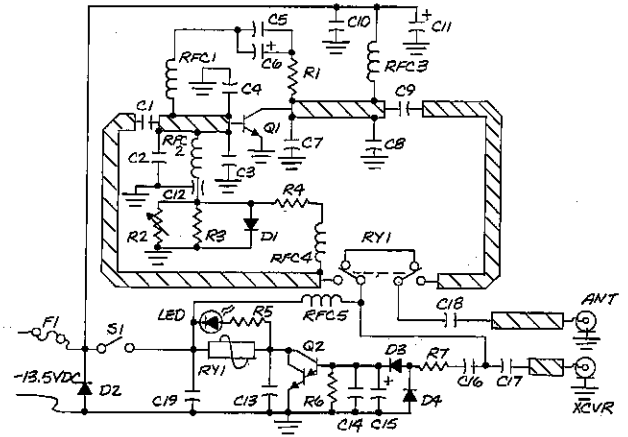 C5
C10
C11
+
C6
+
RFC1
R1
RFC3
C4
C9
C1
Q1
RFC
2
C2
C3
C7
C8
C12
R4
R2
R3
D1
RFC4
RY1
LED
R5
RFC5
C18
ANT
F1
S1
RY1
Q2
D3
R7
-13.5VDC
D2
C16
C17
C19
C13
R6
+
D4
XCVR
C14
C15